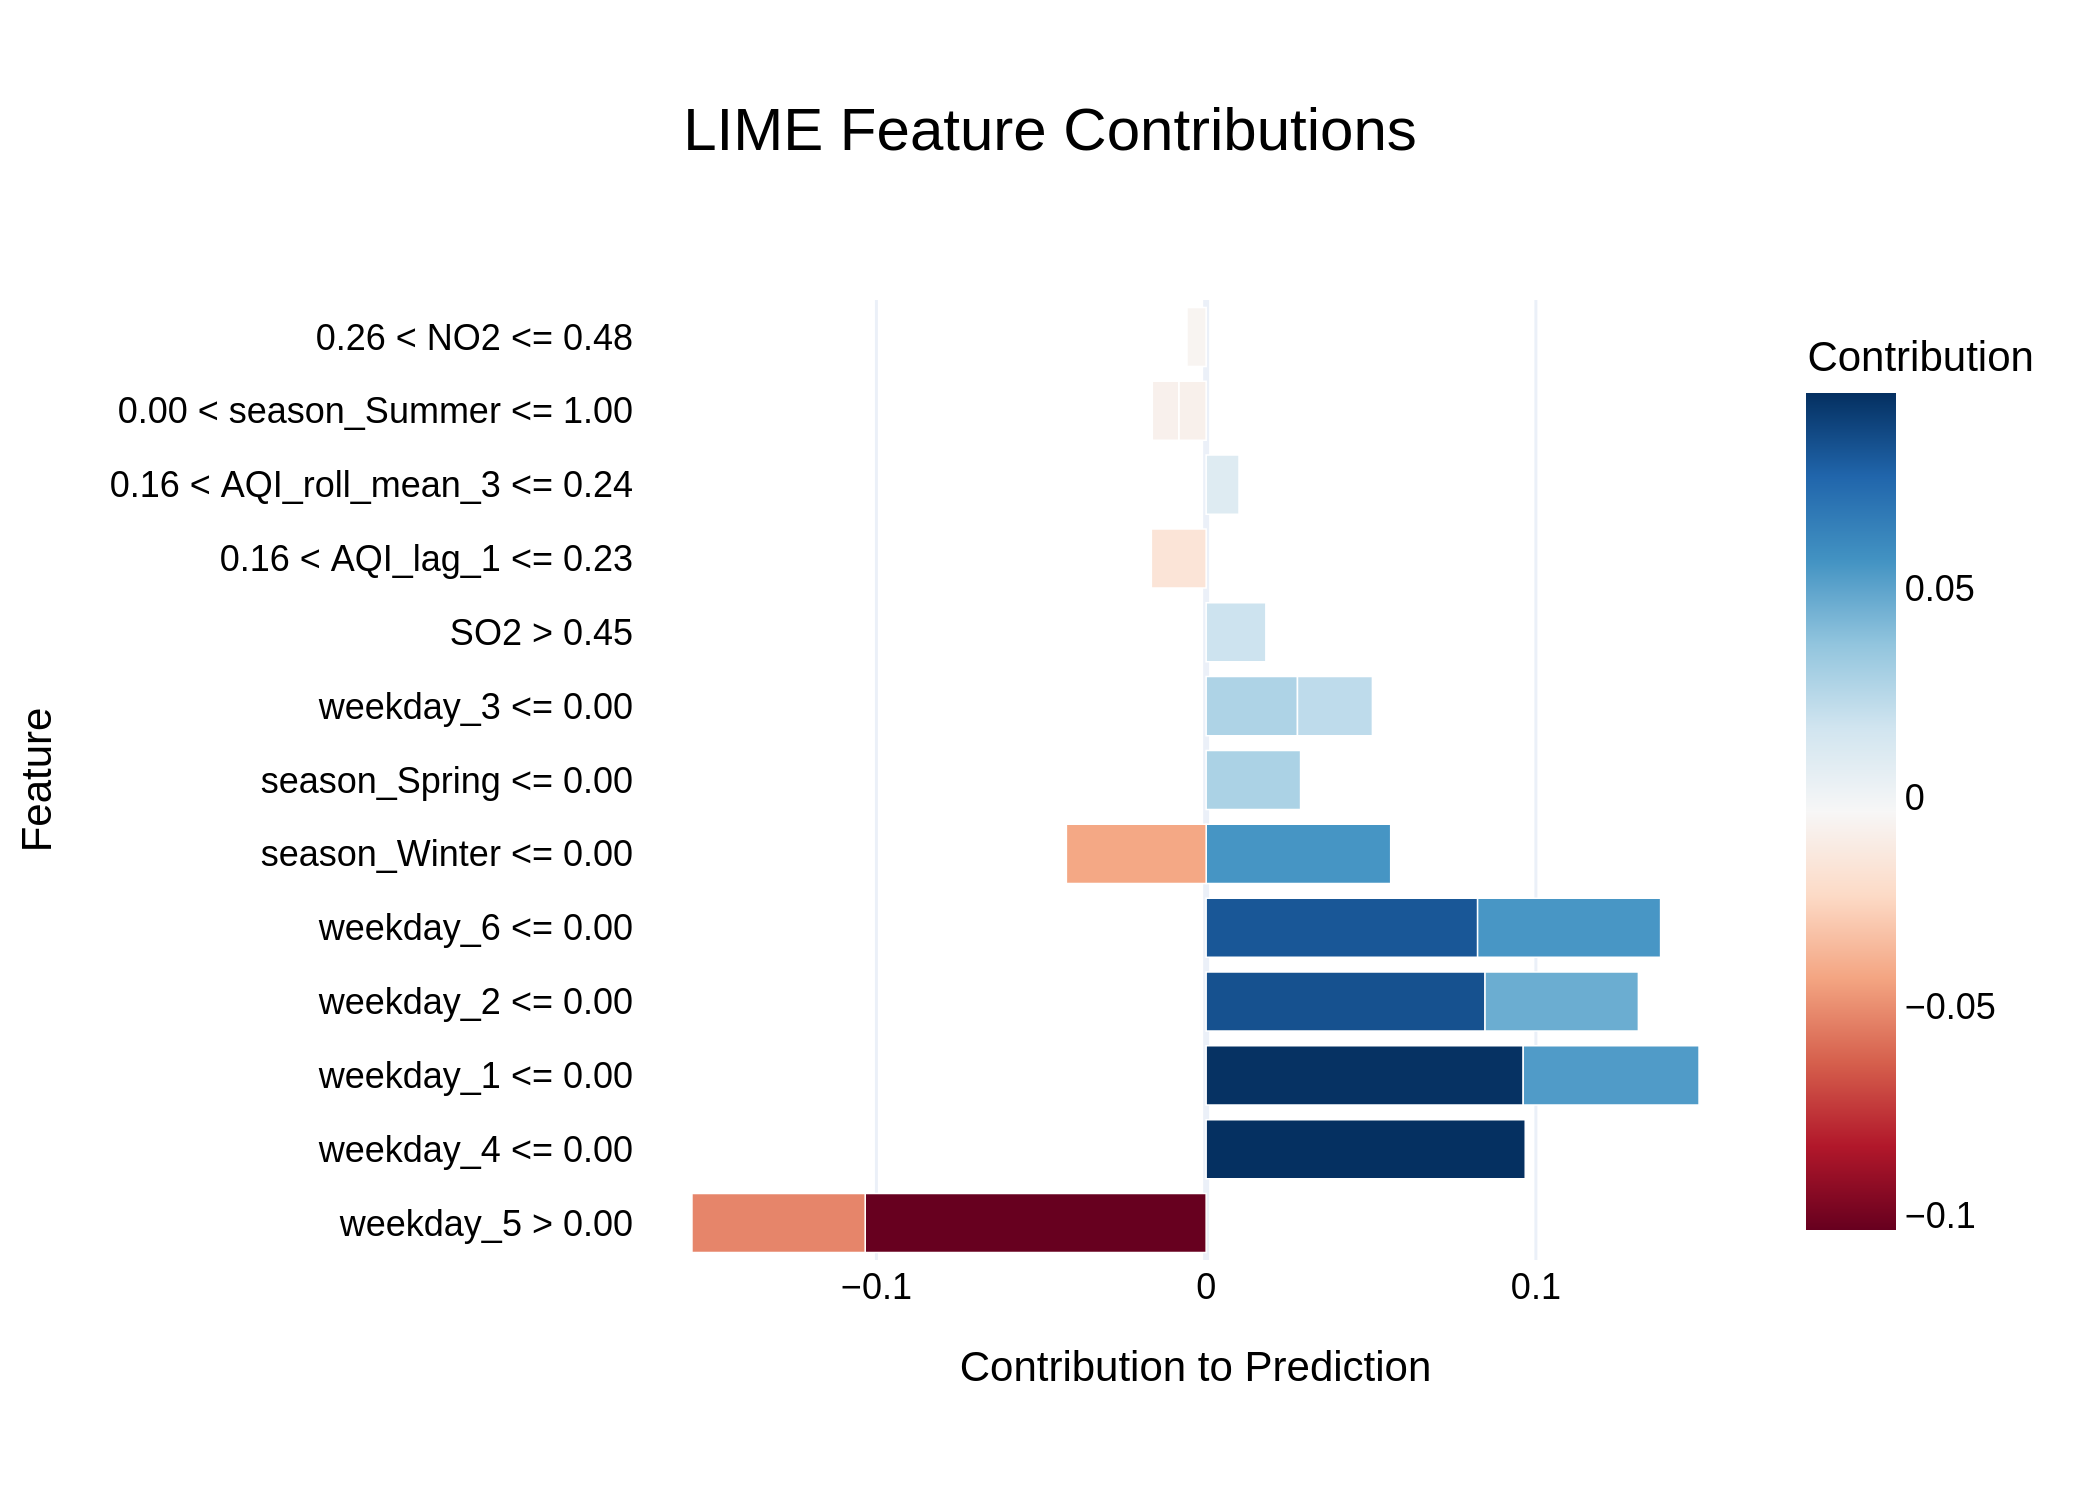 LIME Feature Contributions
0.26 < NO2 <= 0.48
0.00 < season_Summer <= 1.00
0.16 < AQI_roll_mean_3 <= 0.24
0.16 < AQI_lag_1 <= 0.23
SO2 > 0.45
weekday_3 <= 0.00
season_Spring <= 0.00
season_Winter <= 0.00
weekday_6 <= 0.00
weekday_2 <= 0.00
weekday_1 <= 0.00
weekday_4 <= 0.00
weekday_5 > 0.00
Feature
−0.1
0
0.1
Contribution to Prediction
Contribution
0.05
0
−0.05
−0.1